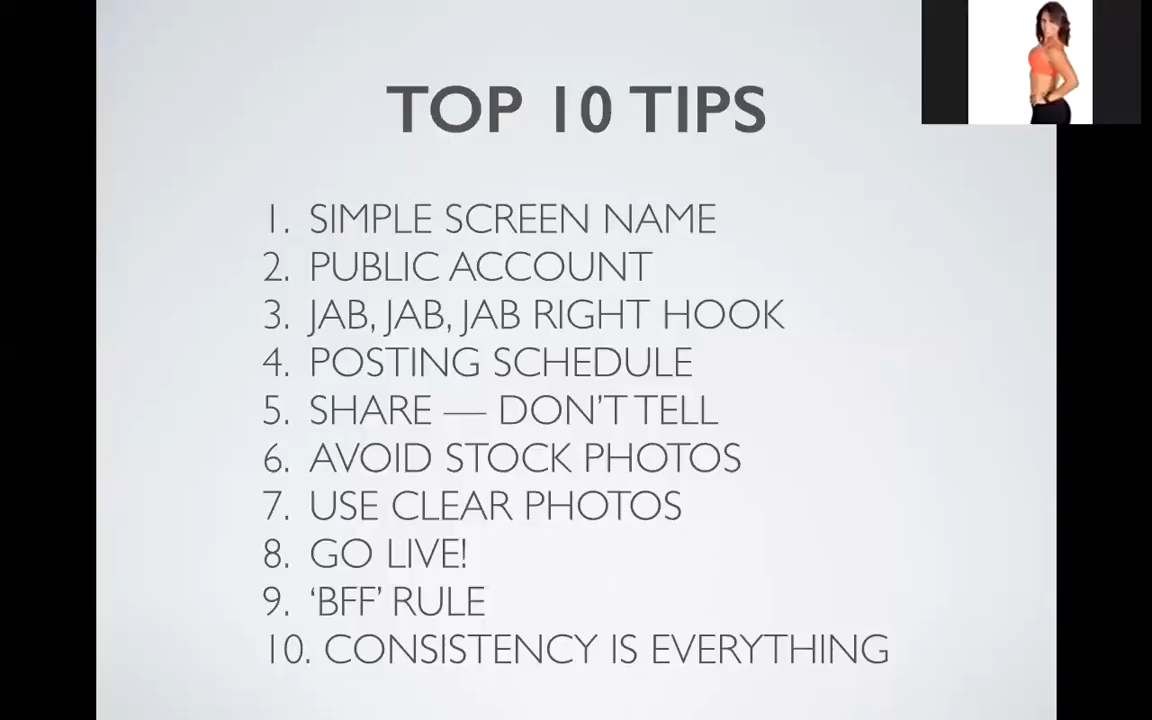 TOP 10 TIPS
1. SIMPLE SCREEN NAME
2. PUBLIC ACCOUNT
3. JAB, JAB, JAB RIGHT HOOK
4. POSTING SCHEDULE
5. SHARE — DON'T TELL
6. AVOID STOCK PHOTOS
7. USE CLEAR PHOTOS
8. GO LIVE!
9. ‘BFF’ RULE
10. CONSISTENCY IS EVERYTHING